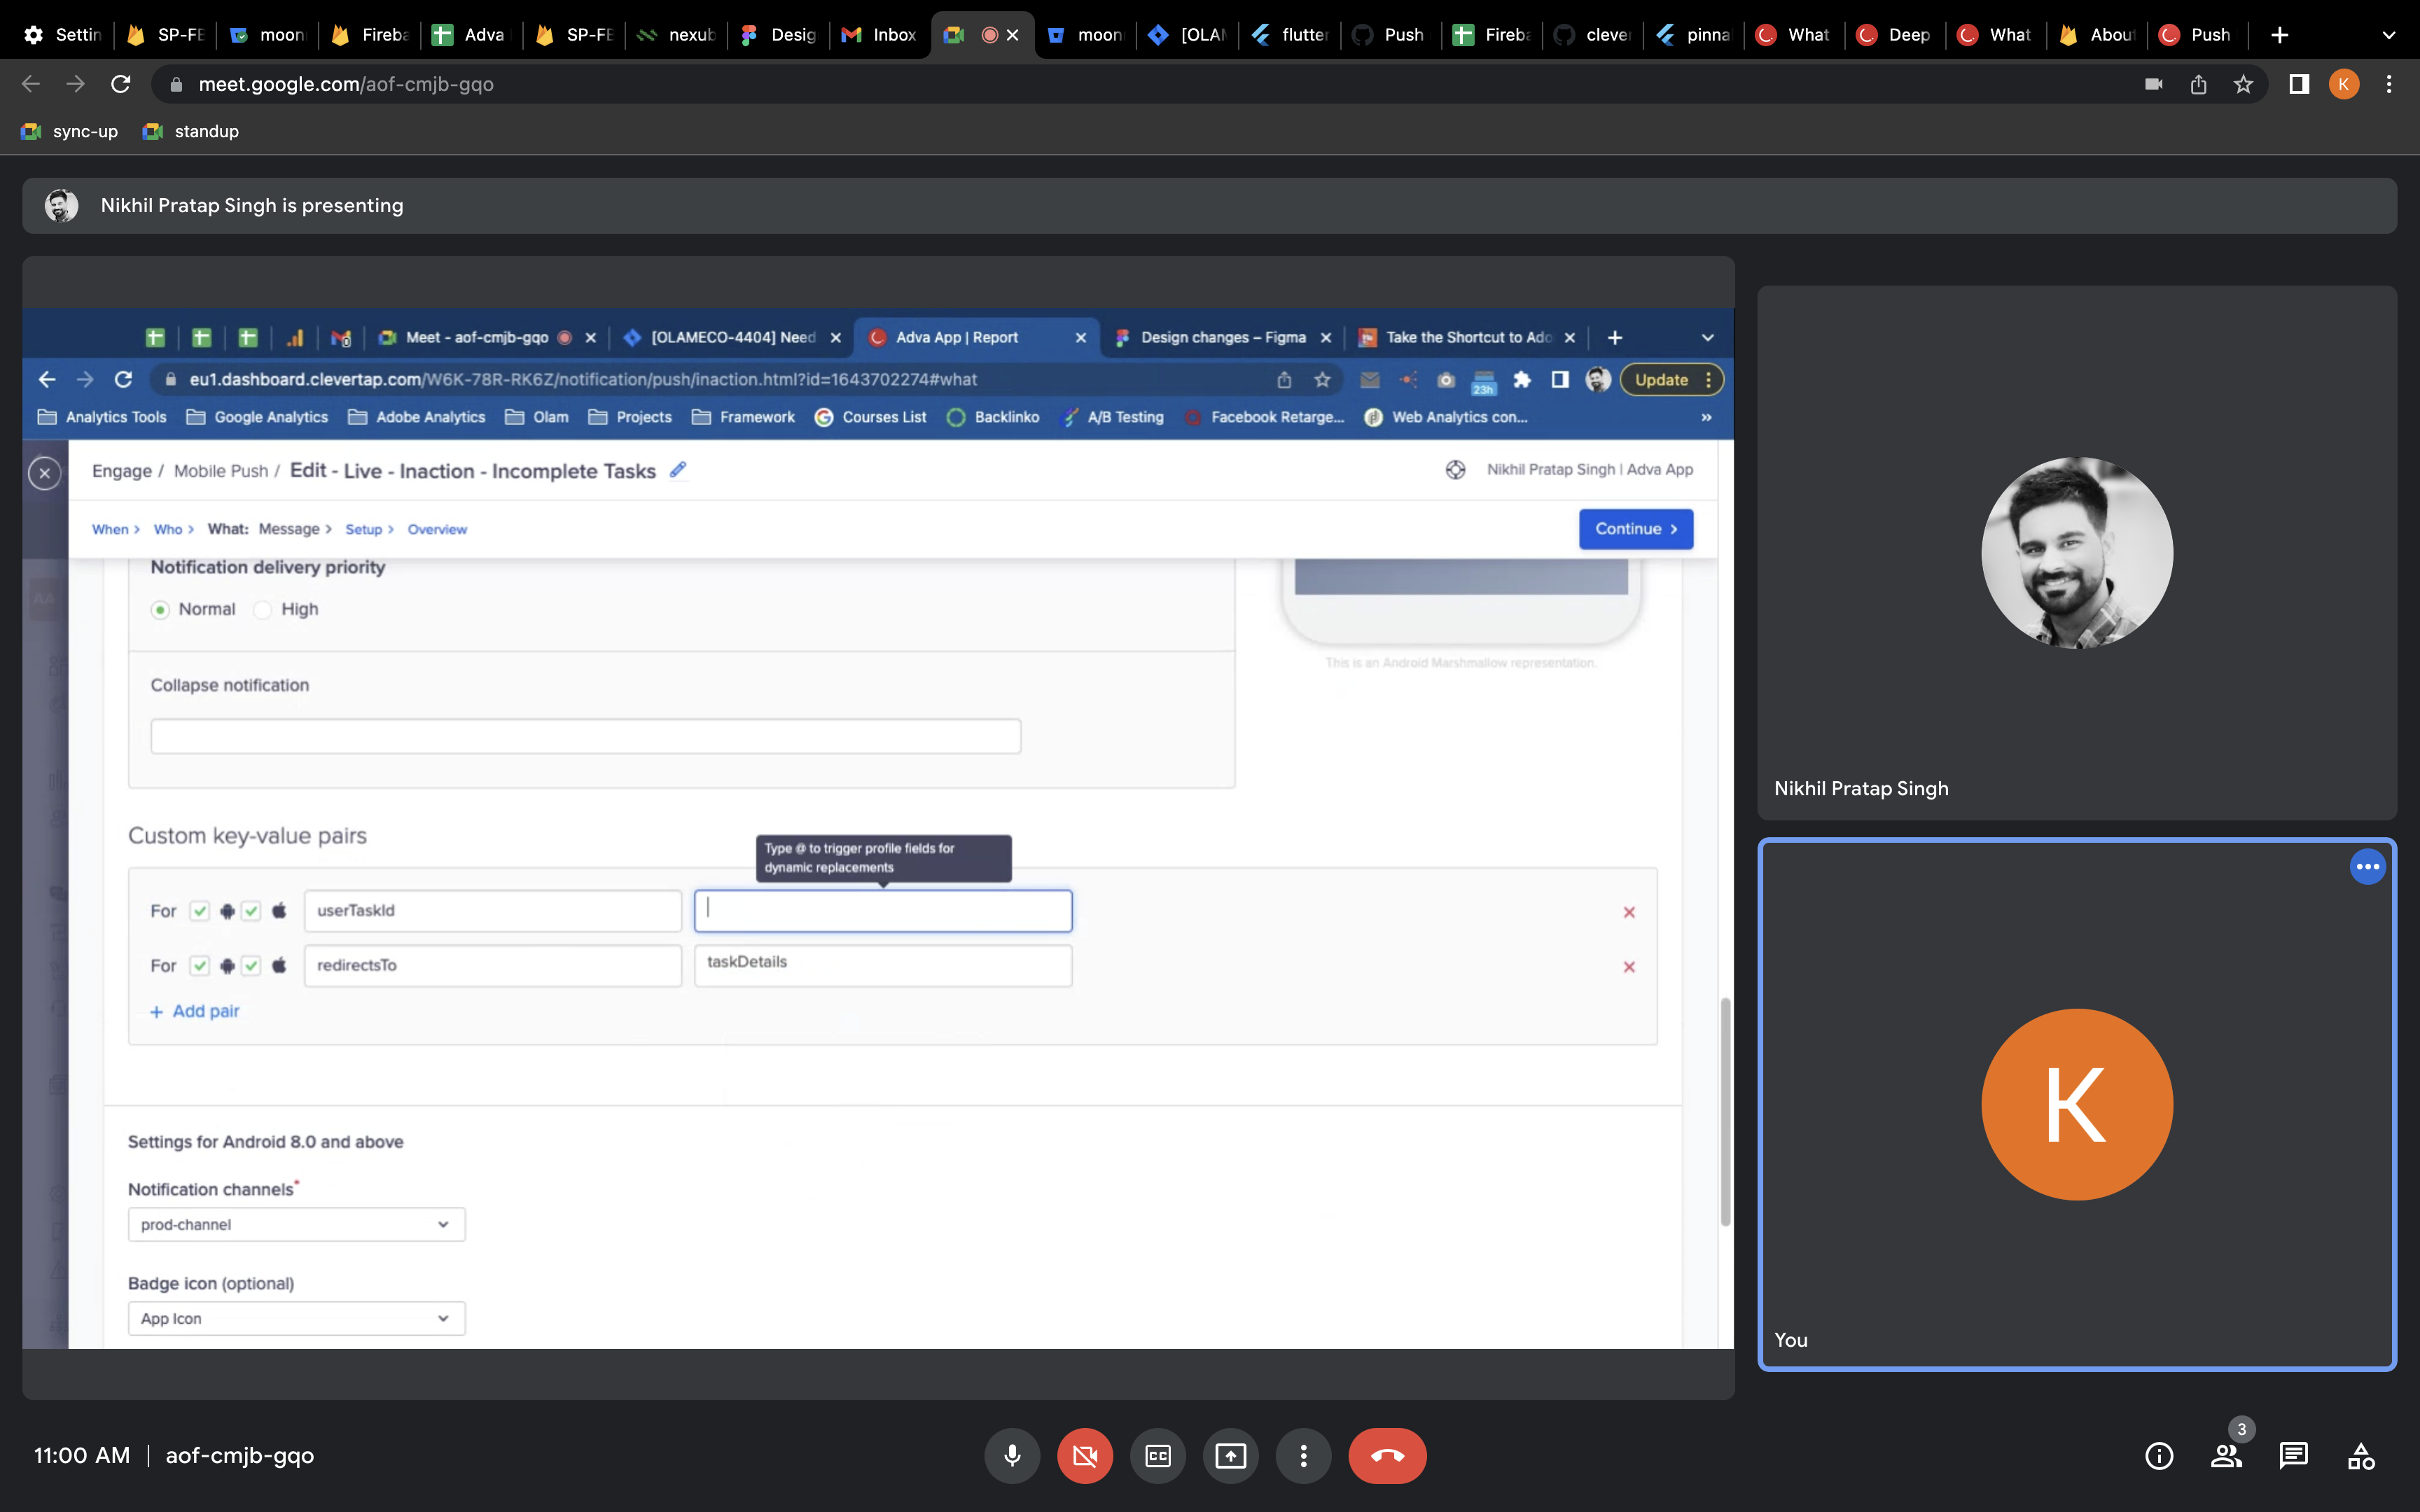 Settin
SP-FE
moon
Fireba
Adva
SP-FE
nexub
Desig
Inbox
moon
[OLAM
flutter
Push
Fireba
clever
pinna
What
Deep
What
About
Push
meet.google.com/aof-cmjb-gqo
K
sync-up
standup
Nikhil Pratap Singh is presenting
Meet - aof-cmjb-gqo
[OLAMECO-4404] Need
Adva App | Report
Design changes – Figma
Take the Shortcut to Ado
eu1.dashboard.clevertap.com/W6K-78R-RK6Z/notification/push/inaction.html?id=1643702274#what
23h
Update
Analytics Tools
Google Analytics
Adobe Analytics
Olam
Projects
Framework
Courses List
Backlinko
A/B Testing
Facebook Retarge...
Web Analytics con...
»
Engage / Mobile Push / Edit - Live - Inaction - Incomplete Tasks
Nikhil Pratap Singh | Adva App
When > Who > What: Message > Setup > Overview
Continue >
Notification delivery priority
Normal
High
This is an Android Marshmallow representation.
Collapse notification
Custom key-value pairs
Type @ to trigger profile fields for
dynamic replacements
For
userTaskId
For
redirectsTo
taskDetails
+ Add pair
Settings for Android 8.0 and above
Notification channels*
prod-channel
Badge icon (optional)
App Icon
Nikhil Pratap Singh
K
You
11:00 AM | aof-cmjb-gqo
CC
3